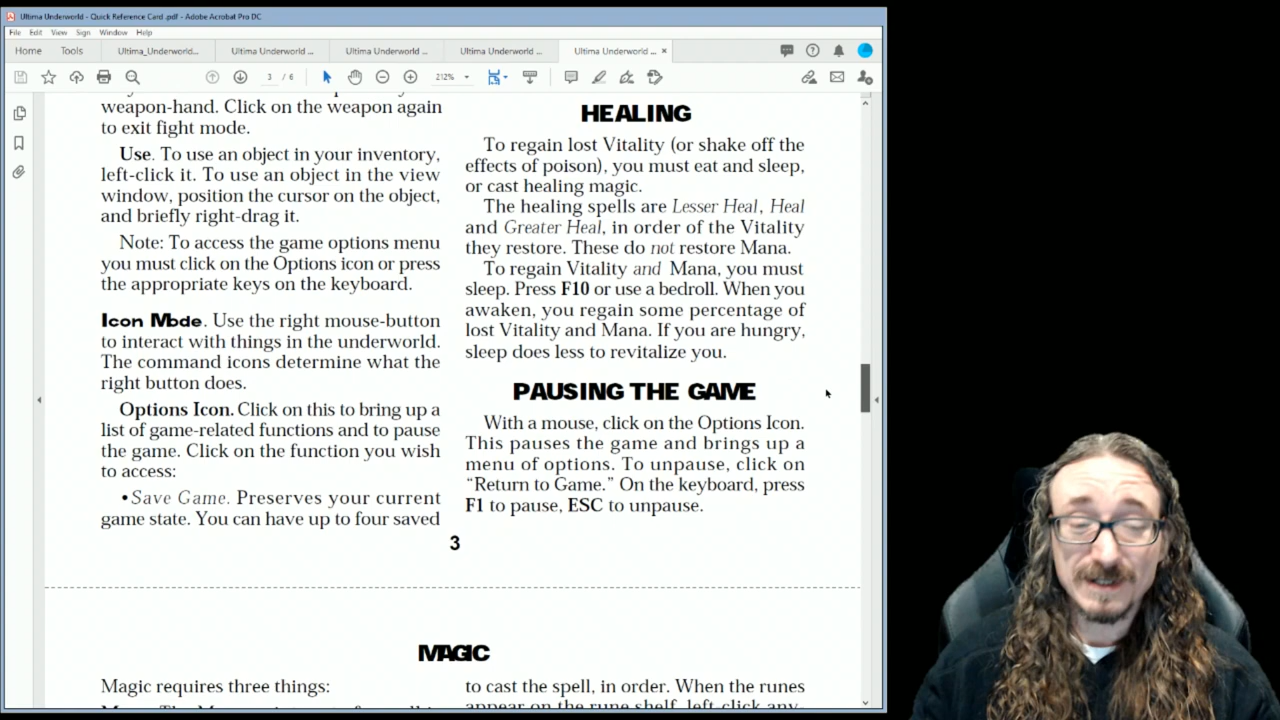 Ultima Underworld - Quick Reference Card .pdf - Adobe Acrobat Pro DC
File Edit View Sign Window Help
Home Tools Ultima_Underworld... Ultima Underworld ... Ultima Underworld ... Ultima Underworld ... Ultima Underworld ... ×
3 / 6 212%
weapon-hand. Click on the weapon again
to exit fight mode.
Use. To use an object in your inventory,
left-click it. To use an object in the view
window, position the cursor on the object,
and briefly right-drag it.
Note: To access the game options menu
you must click on the Options icon or press
the appropriate keys on the keyboard.
Icon Mode. Use the right mouse-button
to interact with things in the underworld.
The command icons determine what the
right button does.
Options Icon. Click on this to bring up a
list of game-related functions and to pause
the game. Click on the function you wish
to access:
•Save Game. Preserves your current
game state. You can have up to four saved
HEALING
To regain lost Vitality (or shake off the
effects of poison), you must eat and sleep,
or cast healing magic.
The healing spells are Lesser Heal, Heal
and Greater Heal, in order of the Vitality
they restore. These do not restore Mana.
To regain Vitality and Mana, you must
sleep. Press F10 or use a bedroll. When you
awaken, you regain some percentage of
lost Vitality and Mana. If you are hungry,
sleep does less to revitalize you.
PAUSING THE GAME
With a mouse, click on the Options Icon.
This pauses the game and brings up a
menu of options. To unpause, click on
“Return to Game.” On the keyboard, press
F1 to pause, ESC to unpause.
3
MAGIC
Magic requires three things:
to cast the spell, in order. When the runes
appear on the rune shelf, left-click any-